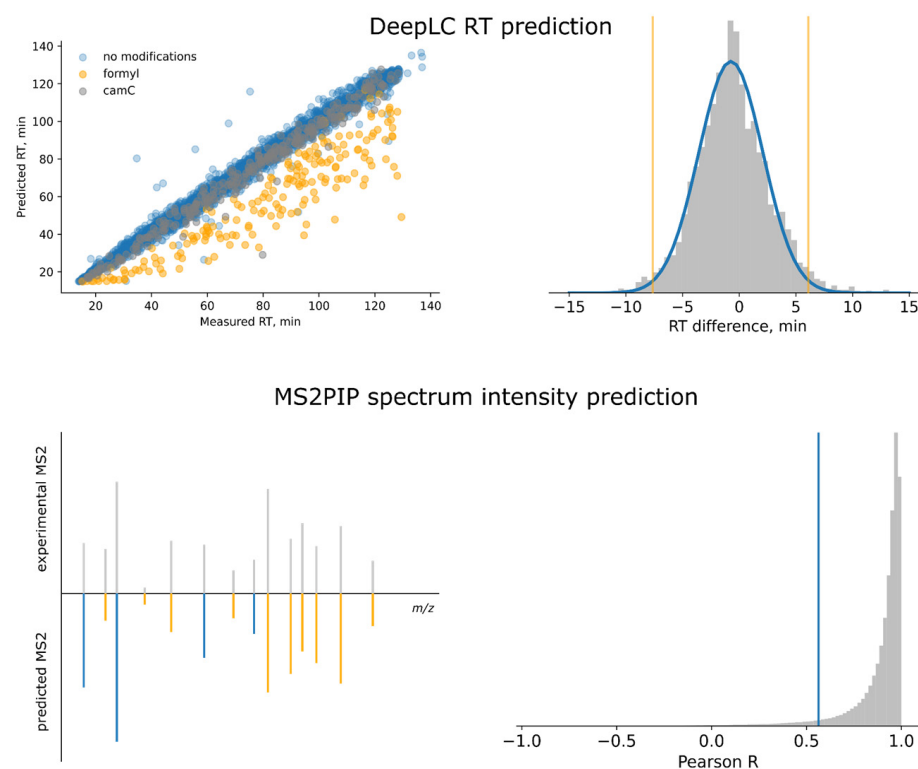 DeepLC RT prediction
no modifications
formyl
camC
140
120
100
80
60
40
20
Predicted RT, min
20 40 60 80 100 120 140
Measured RT, min
−15 −10 −5 0 5 10 15
RT difference, min
MS2PIP spectrum intensity prediction
experimental MS2
predicted MS2
m/z
−1.0 −0.5 0.0 0.5 1.0
Pearson R